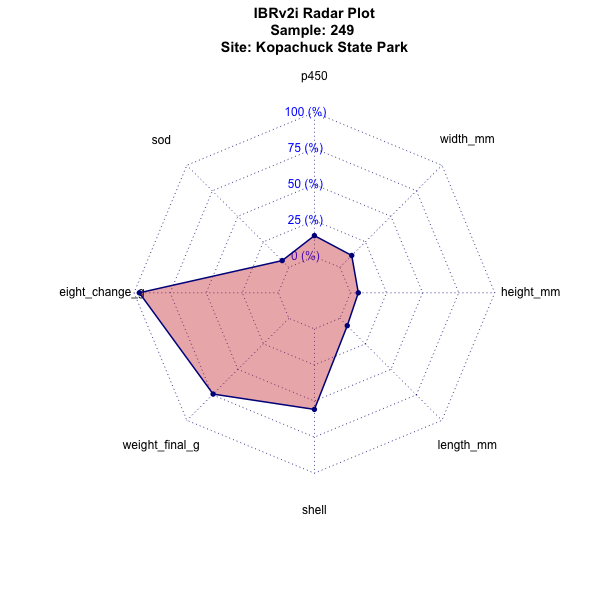 IBRv2i Radar Plot
Sample: 249
Site: Kopachuck State Park
p450
100 (%)
sod
width_mm
75 (%)
50 (%)
25 (%)
0 (%)
eight_change_g
height_mm
weight_final_g
length_mm
shell